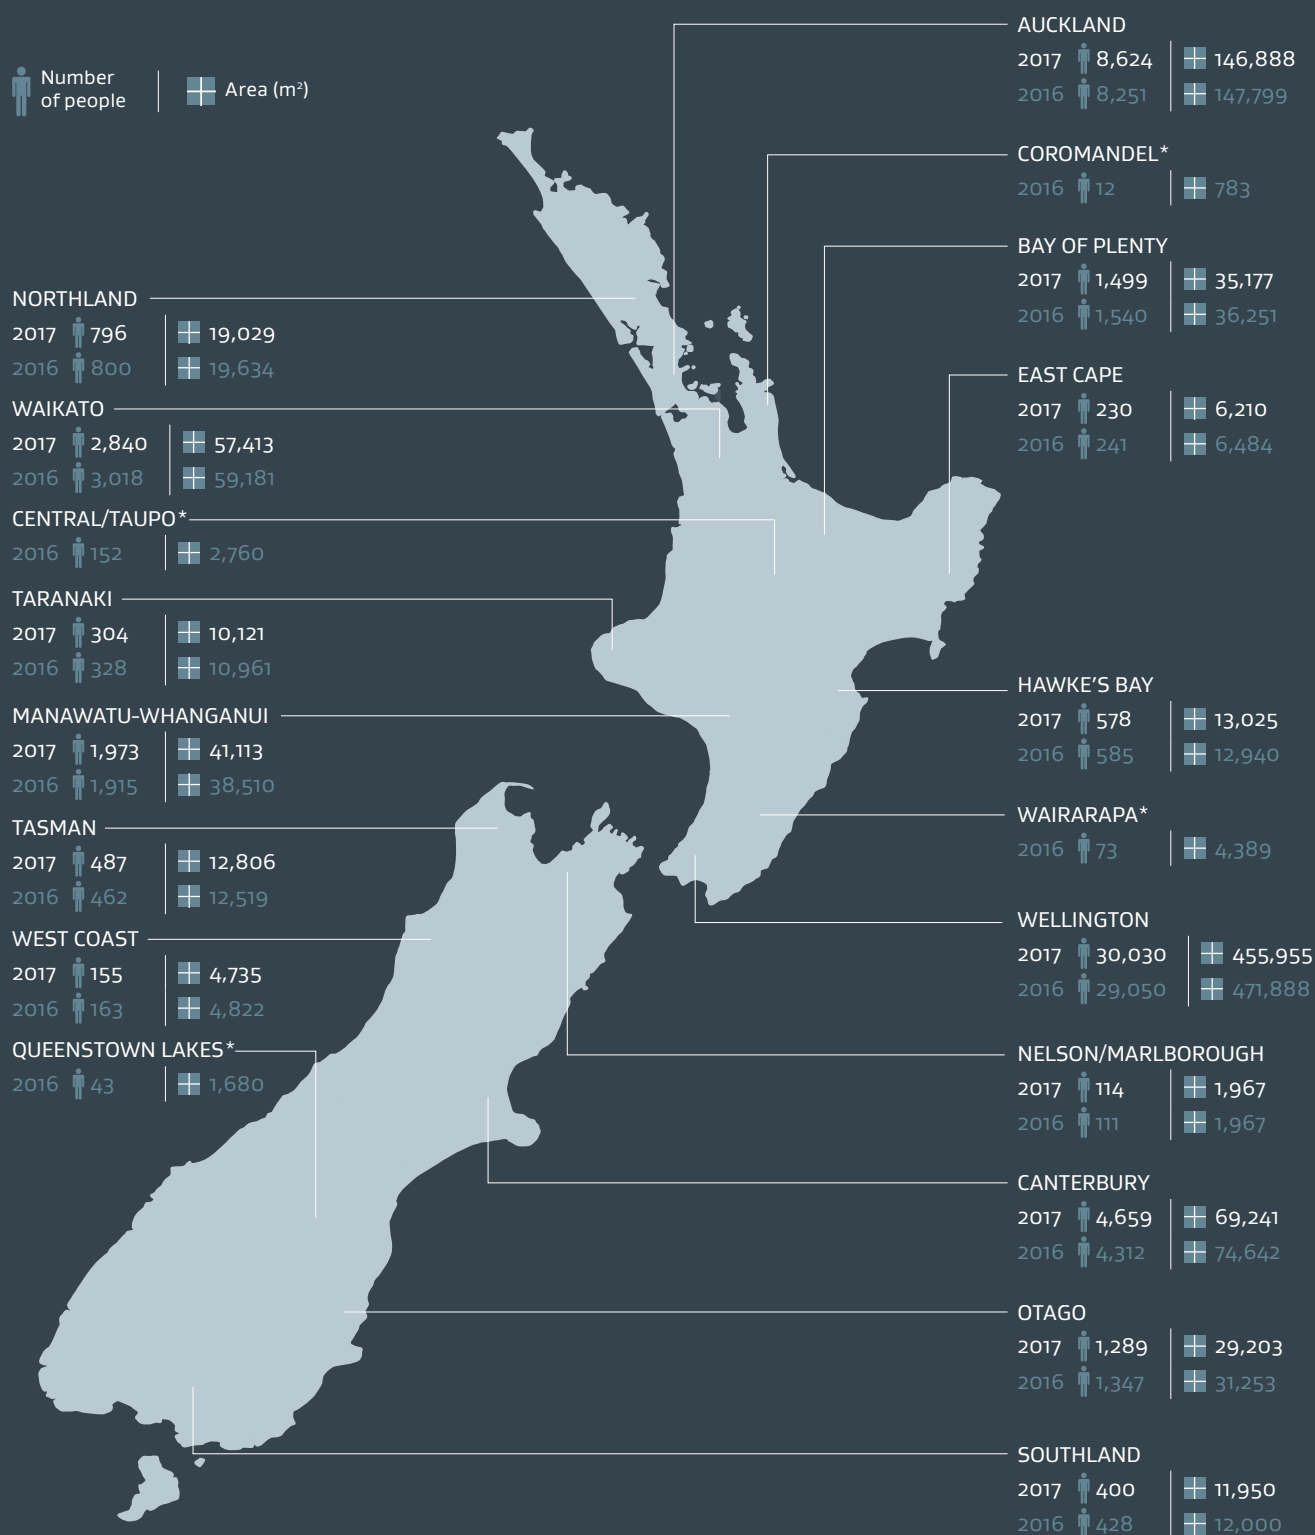 Number
of people
Area (m²)
NORTHLAND
2017 796 19,029
2016 800 19,634
WAIKATO
2017 2,840 57,413
2016 3,018 59,181
CENTRAL/TAUPO*
2016 152 2,760
TARANAKI
2017 304 10,121
2016 328 10,961
MANAWATU-WHANGANUI
2017 1,973 41,113
2016 1,915 38,510
TASMAN
2017 487 12,806
2016 462 12,519
WEST COAST
2017 155 4,735
2016 163 4,822
QUEENSTOWN LAKES*
2016 43 1,680
AUCKLAND
2017 8,624 146,888
2016 8,251 147,799
COROMANDEL*
2016 12 783
BAY OF PLENTY
2017 1,499 35,177
2016 1,540 36,251
EAST CAPE
2017 230 6,210
2016 241 6,484
HAWKE'S BAY
2017 578 13,025
2016 585 12,940
WAIRARAPA*
2016 73 4,389
WELLINGTON
2017 30,030 455,955
2016 29,050 471,888
NELSON/MARLBOROUGH
2017 114 1,967
2016 111 1,967
CANTERBURY
2017 4,659 69,241
2016 4,312 74,642
OTAGO
2017 1,289 29,203
2016 1,347 31,253
SOUTHLAND
2017 400 11,950
2016 428 12,000